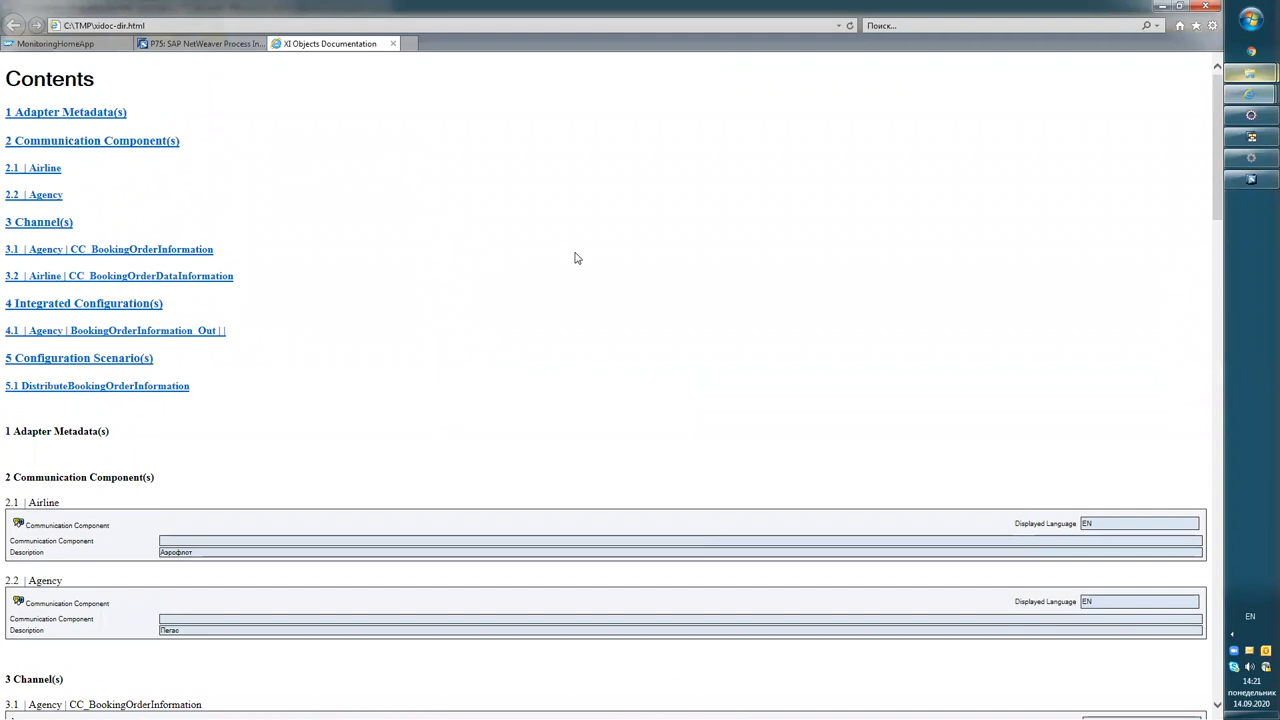 C:\TMP\xidoc-dir.html
Поиск...
MonitoringHomeApp
P75: SAP NetWeaver Process In...
XI Objects Documentation
Contents
1 Adapter Metadata(s)
2 Communication Component(s)
2.1 | Airline
2.2 | Agency
3 Channel(s)
3.1 | Agency | CC_BookingOrderInformation
3.2 | Airline | CC_BookingOrderDataInformation
4 Integrated Configuration(s)
4.1 | Agency | BookingOrderInformation_Out | |
5 Configuration Scenario(s)
5.1 DistributeBookingOrderInformation
1 Adapter Metadata(s)
2 Communication Component(s)
2.1 | Airline
Communication Component
Displayed Language EN
Communication Component
Description Аэрофлот
2.2 | Agency
Communication Component
Displayed Language EN
Communication Component
Description Пегас
3 Channel(s)
3.1 | Agency | CC_BookingOrderInformation
EN
14:21
понедельник
14.09.2020